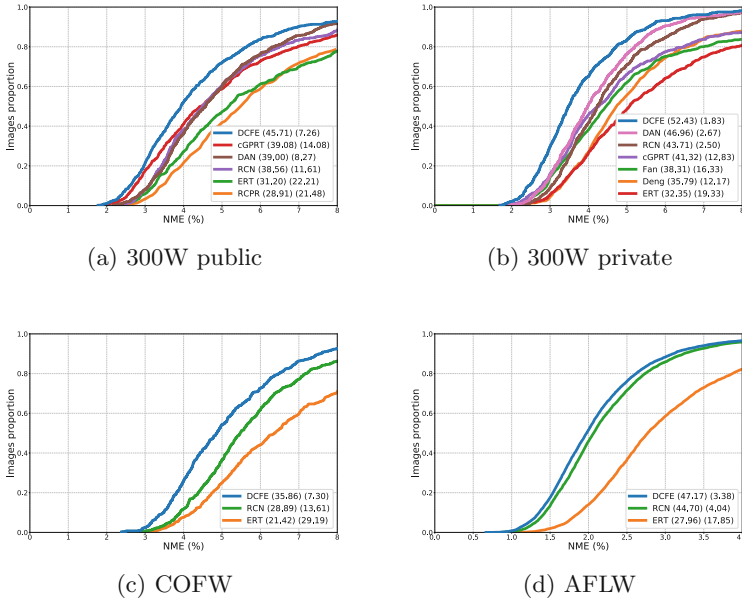 1.0
0.8
0.6
0.4
0.2
0.0
Images proportion
DCFE (45,71) (7,26)
cGPRT (39,08) (14,08)
DAN (39,00) (8,27)
RCN (38,56) (11,61)
ERT (31,20) (22,21)
RCPR (28,91) (21,48)
0 1 2 3 4 5 6 7 8
NME (%)
(a) 300W public
1.0
0.8
0.6
0.4
0.2
0.0
Images proportion
DCFE (52,43) (1,83)
DAN (46,96) (2,67)
RCN (43,71) (2,50)
cGPRT (41,32) (12,83)
Fan (38,31) (16,33)
Deng (35,79) (12,17)
ERT (32,35) (19,33)
0 1 2 3 4 5 6 7 8
NME (%)
(b) 300W private
1.0
0.8
0.6
0.4
0.2
0.0
Images proportion
DCFE (35,86) (7,30)
RCN (28,89) (13,61)
ERT (21,42) (29,19)
0 1 2 3 4 5 6 7 8
NME (%)
(c) COFW
1.0
0.8
0.6
0.4
0.2
0.0
Images proportion
DCFE (47,17) (3,38)
RCN (44,70) (4,04)
ERT (27,96) (17,85)
0.0 0.5 1.0 1.5 2.0 2.5 3.0 3.5
NME (%)
(d) AFLW